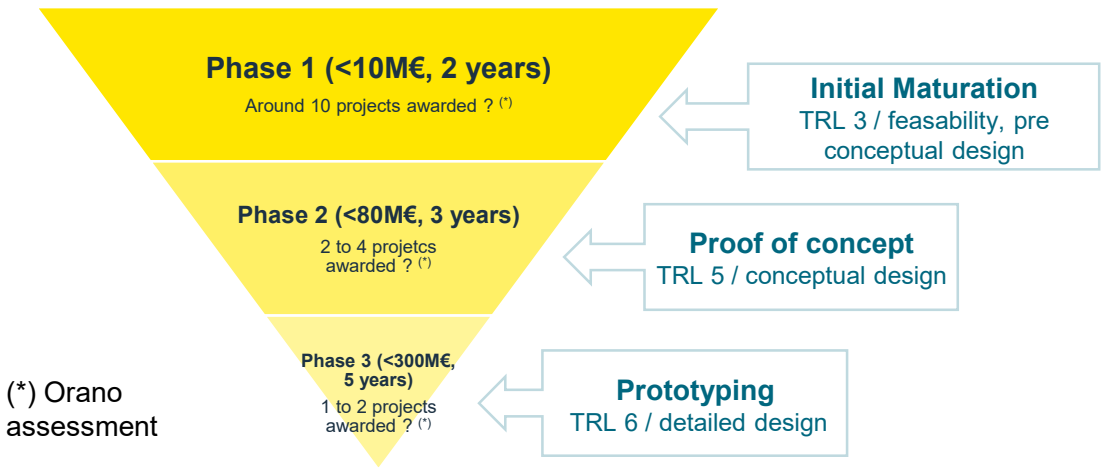 Phase 1 (<10M€, 2 years)
Around 10 projects awarded ? (*)
Initial Maturation
TRL 3 / feasability, pre
conceptual design
Phase 2 (<80M€, 3 years)
2 to 4 projetcs
awarded ? (*)
Proof of concept
TRL 5 / conceptual design
Phase 3 (<300M€,
5 years)
1 to 2 projects
awarded ? (*)
Prototyping
TRL 6 / detailed design
(*) Orano
assessment